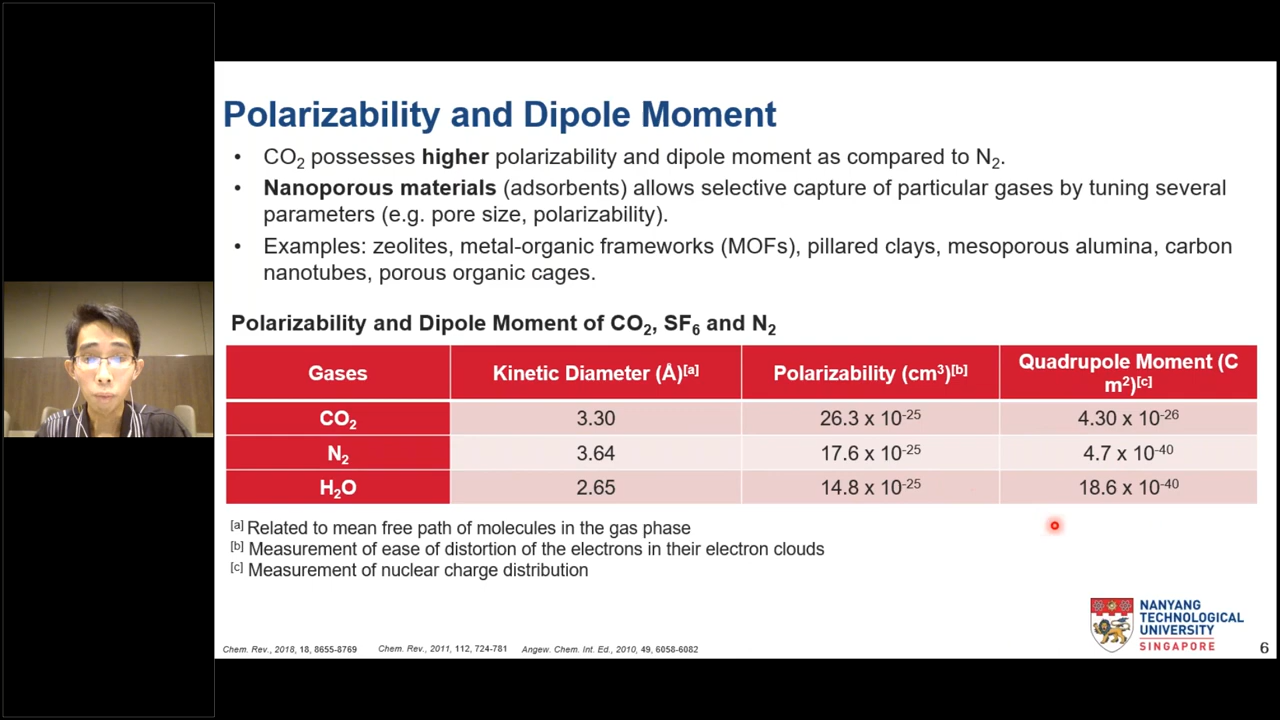 Polarizability and Dipole Moment
• CO₂ possesses higher polarizability and dipole moment as compared to N₂.
• Nanoporous materials (adsorbents) allows selective capture of particular gases by tuning several
parameters (e.g. pore size, polarizability).
• Examples: zeolites, metal-organic frameworks (MOFs), pillared clays, mesoporous alumina, carbon
nanotubes, porous organic cages.
Polarizability and Dipole Moment of CO₂, SF₆ and N₂
Gases Kinetic Diameter (Å)[a] Polarizability (cm³)[b] Quadrupole Moment (C
m²)[c]
CO₂ 3.30 26.3 x 10⁻²⁵ 4.30 x 10⁻²⁶
N₂ 3.64 17.6 x 10⁻²⁵ 4.7 x 10⁻⁴⁰
H₂O 2.65 14.8 x 10⁻²⁵ 18.6 x 10⁻⁴⁰
[a] Related to mean free path of molecules in the gas phase
[b] Measurement of ease of distortion of the electrons in their electron clouds
[c] Measurement of nuclear charge distribution
NANYANG
TECHNOLOGICAL
UNIVERSITY
SINGAPORE
Chem. Rev., 2018, 18, 8655-8769 Chem. Rev., 2011, 112, 724-781 Angew. Chem. Int. Ed., 2010, 49, 6058-6082
6